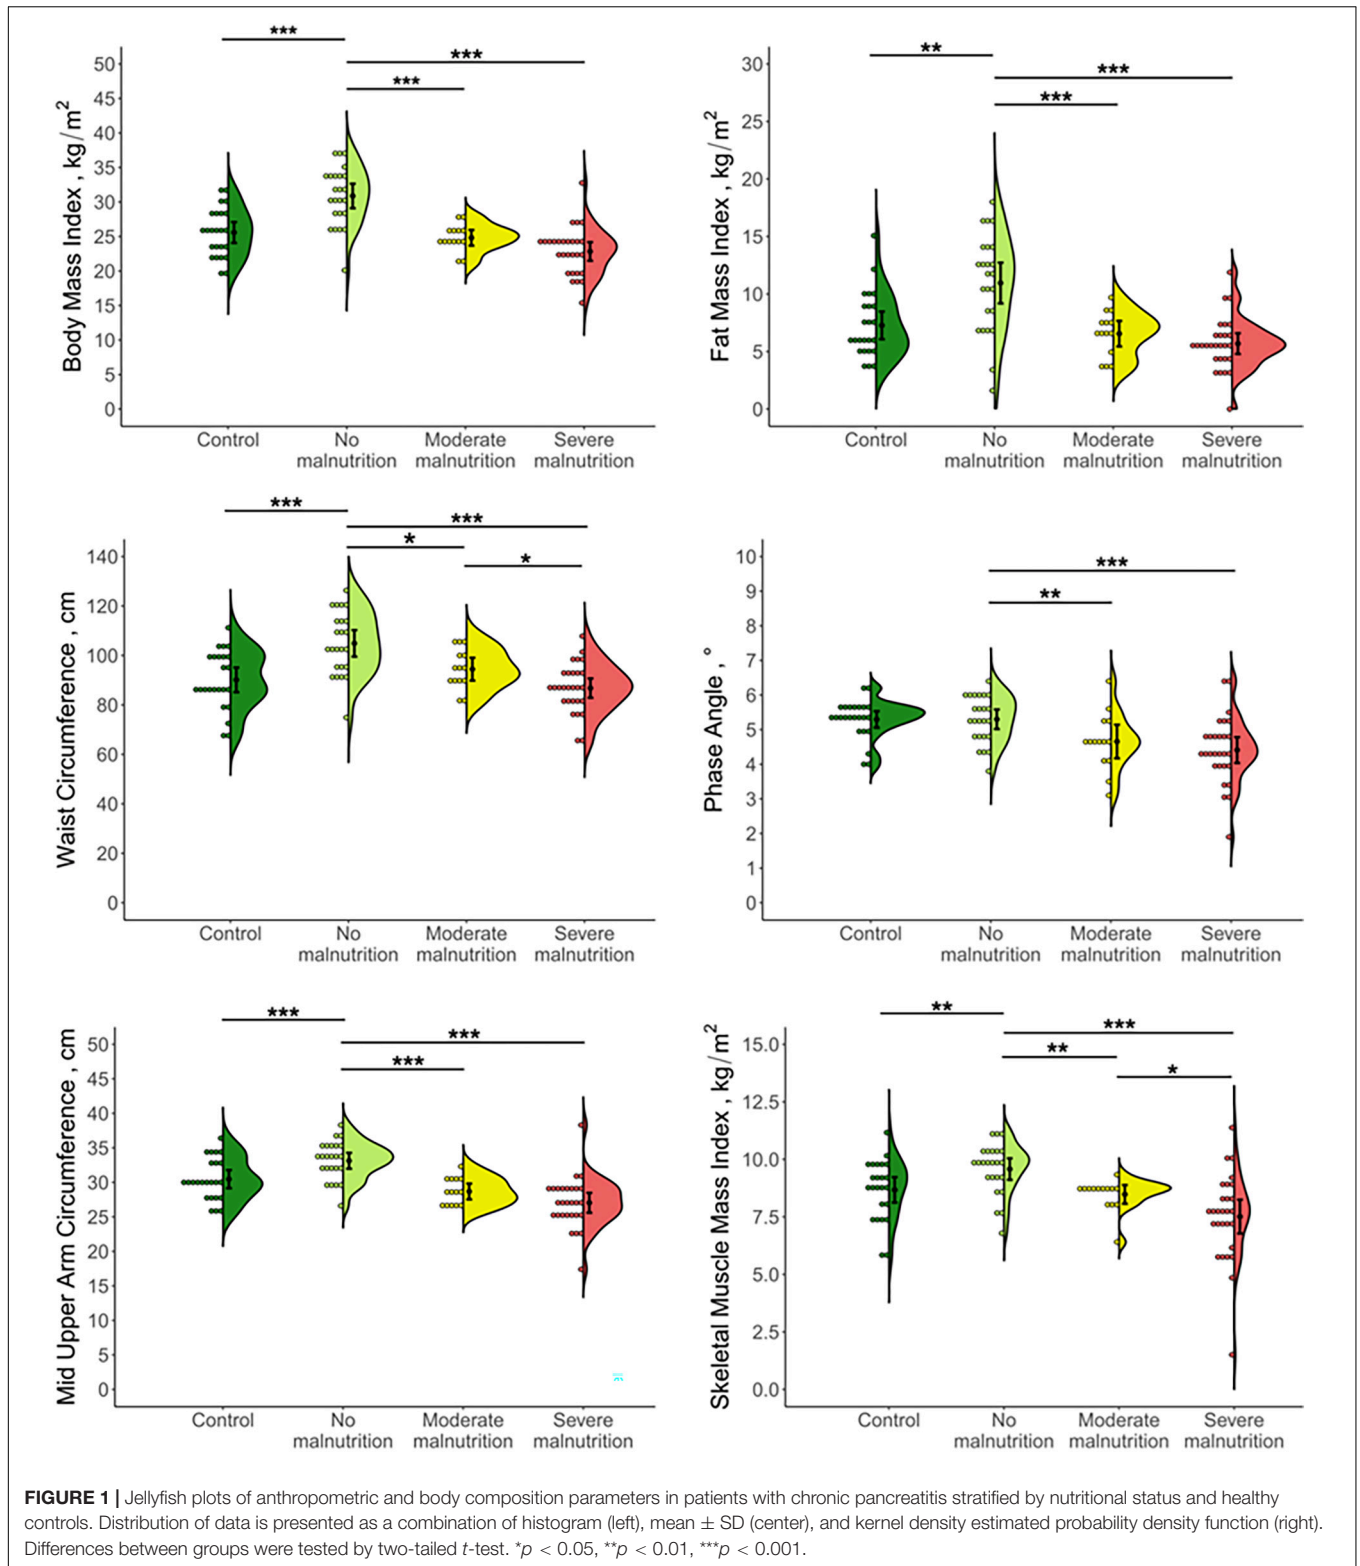 ***
***
***
Body Mass Index , kg/m²
50
45
40
35
30
25
20
15
10
5
0
Control
No malnutrition
Moderate malnutrition
Severe malnutrition
**
***
***
Fat Mass Index , kg/m²
30
25
20
15
10
5
0
Control
No malnutrition
Moderate malnutrition
Severe malnutrition
***
***
*
*
Waist Circumference , cm
140
120
100
80
60
40
20
0
Control
No malnutrition
Moderate malnutrition
Severe malnutrition
***
**
Phase Angle , °
10
9
8
7
6
5
4
3
2
1
0
Control
No malnutrition
Moderate malnutrition
Severe malnutrition
***
***
***
Mid Upper Arm Circumference , cm
50
45
40
35
30
25
20
15
10
5
0
Control
No malnutrition
Moderate malnutrition
Severe malnutrition
**
***
**
*
Skeletal Muscle Mass Index , kg/m²
15.0
12.5
10.0
7.5
5.0
2.5
0.0
Control
No malnutrition
Moderate malnutrition
Severe malnutrition
FIGURE 1 | Jellyfish plots of anthropometric and body composition parameters in patients with chronic pancreatitis stratified by nutritional status and healthy
controls. Distribution of data is presented as a combination of histogram (left), mean ± SD (center), and kernel density estimated probability density function (right).
Differences between groups were tested by two-tailed t-test. *p < 0.05, **p < 0.01, ***p < 0.001.